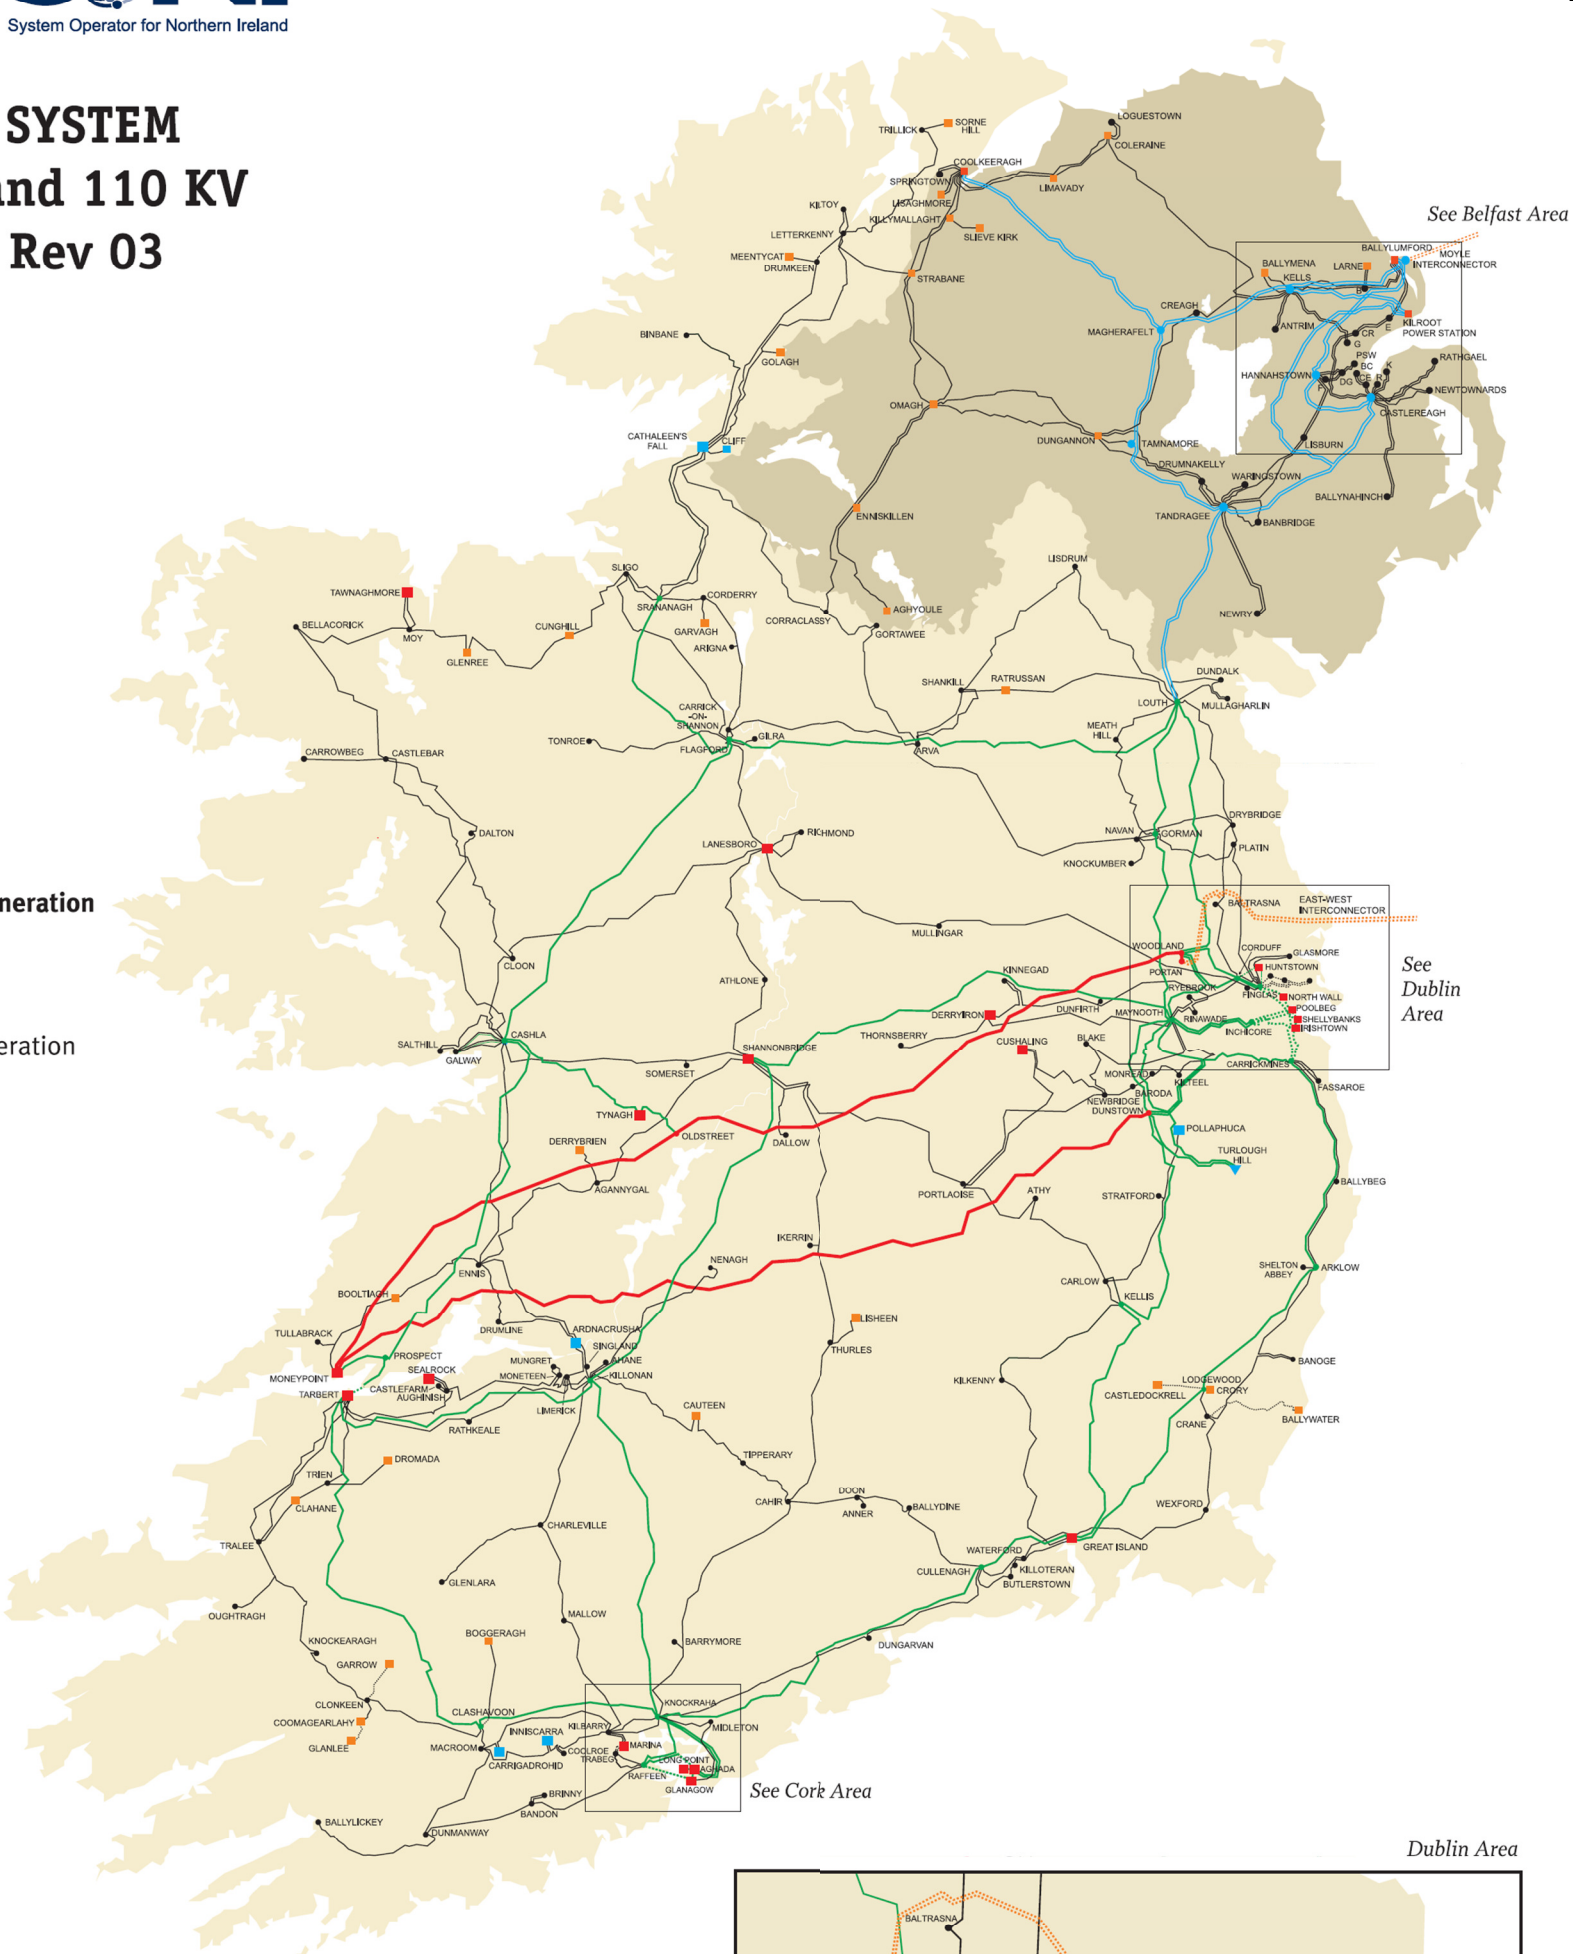 System Operator for Northern Ireland
SYSTEM
and 110 KV
Rev 03
neration
eration
See Belfast Area
LOGUESTOWN
COLERAINE
SORNE
HILL
TRILLICK
COOLKEERAGH
SPRINGTOWN
LIMAVADY
LISAGHMORE
KILLYMALLAGHT
SLIEVE KIRK
KILTOY
LETTERKENNY
MEENTYCAT
DRUMKEEN
STRABANE
BINBANE
GOLAGH
BALLYLUMFORD
MOYLE
INTERCONNECTOR
BALLYMENA
LARNE
KELLS
B
CREAGH
MAGHERAFELT
ANTRIM
E
KILROOT
POWER STATION
CR
G
PSW
BC
K
RATHGAEL
HANNAHSTOWN
DG
CE
R
NEWTOWNARDS
CASTLEREAGH
OMAGH
DUNGANNON
TAMNAMORE
LISBURN
CATHALEEN'S
FALL
CLIFF
DRUMNAKELLY
WARINGSTOWN
BALLYNAHINCH
ENNISKILLEN
TANDRAGEE
BANBRIDGE
LISDRUM
SLIGO
TAWNAGHMORE
SRANANAGH
CORDERRY
CORRACLASSY
AGHYOULE
NEWRY
BELLACORICK
MOY
CUNGHILL
GARVAGH
GORTAWEE
GLENREE
ARIGNA
SHANKILL
RATRUSSAN
DUNDALK
LOUTH
MULLAGHARLIN
CARRICK
-ON-
SHANNON
MEATH
HILL
TONROE
FLAGFORD
GILRA
ARVA
CARROWBEG
CASTLEBAR
DALTON
LANESBORO
RICHMOND
NAVAN
GORMAN
DRYBRIDGE
PLATIN
KNOCKUMBER
MULLINGAR
BALTRASNA
EAST-WEST
INTERCONNECTOR
CLOON
ATHLONE
KINNEGAD
WOODLAND
PORTAN
CORDUFF
GLASMORE
HUNTSTOWN
See
Dublin
Area
RYEBROOK
FINGLAS
NORTH WALL
POOLBEG
SHELLYBANKS
IRISHTOWN
DERRYIRON
DUNFIRTH
MAYNOOTH
RINAWADE
INCHICORE
CASHLA
SALTHILL
GALWAY
THORNSBERRY
CUSHALING
BLAKE
SHANNONBRIDGE
SOMERSET
CARRICKMINES
FASSAROE
MONREAD
KILTEEL
BARODA
NEWBRIDGE
DUNSTOWN
TYNAGH
OLDSTREET
DALLOW
POLLAPHUCA
DERRYBRIEN
TURLOUGH
HILL
AGANNYGAL
PORTLAOISE
ATHY
STRATFORD
BALLYBEG
IKERRIN
NENAGH
ENNIS
SHELTON
ABBEY
ARKLOW
CARLOW
KELLIS
BOOLTIAGH
TULLABRACK
DRUMLINE
ARDNACRUSHA
SINGLAND
AHANE
LISHEEN
THURLES
PROSPECT
MONEYPOINT
SEALROCK
MUNGRET
MONETEEN
KILLONAN
BANOGE
TARBERT
CASTLEFARM
AUGHINISH
LIMERICK
KILKENNY
CASTLEDOCKRELL
LODGEWOOD
CRORY
CRANE
BALLYWATER
RATHKEALE
CAUTEEN
TIPPERARY
DROMADA
TRIEN
CLAHANE
CAHIR
DOON
ANNER
BALLYDINE
WEXFORD
TRALEE
CHARLEVILLE
GLENLARA
WATERFORD
GREAT ISLAND
CULLENAGH
KILLOTERAN
BUTLERSTOWN
OUGHTRAGH
MALLOW
KNOCKEARAGH
BOGGERAGH
BARRYMORE
DUNGARVAN
GARROW
CLONKEEN
COOMAGEARLAHY
GLANLEE
CLASHAVOON
KNOCKRAHA
INNISCARRA
KILBARRY
MIDLETON
MACROOM
CARRIGADROHID
COOLROE
TRABEG
MARINA
RAFFEEN
LONG POINT
AGHADA
GLANAGOW
See Cork Area
BRINNY
BANDON
BALLYLICKEY
DUNMANWAY
Dublin Area
BALTRASNA